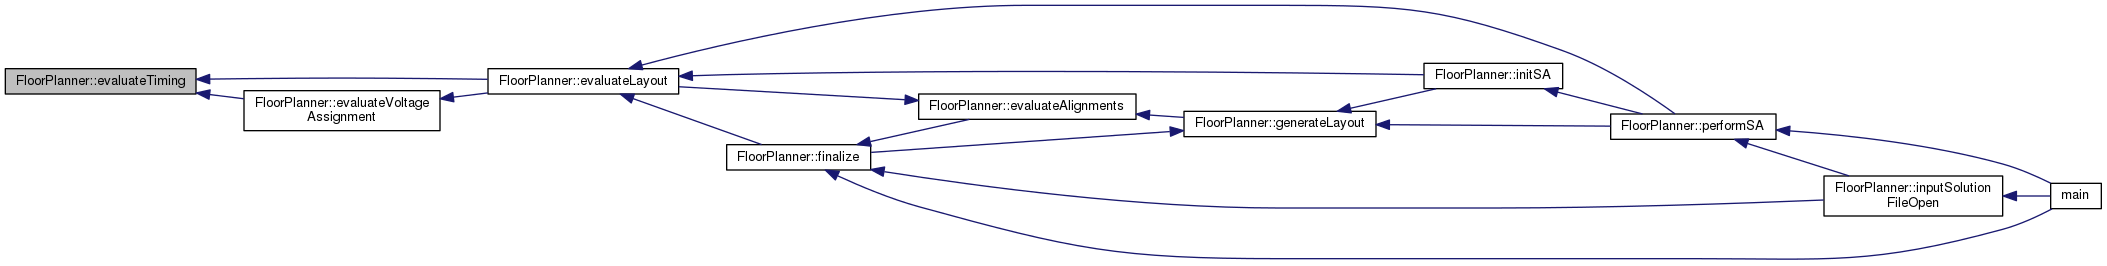 FloorPlanner::evaluateTiming
FloorPlanner::evaluateVoltage
Assignment
FloorPlanner::evaluateLayout
FloorPlanner::finalize
FloorPlanner::evaluateAlignments
FloorPlanner::generateLayout
FloorPlanner::initSA
FloorPlanner::performSA
FloorPlanner::inputSolution
FileOpen
main